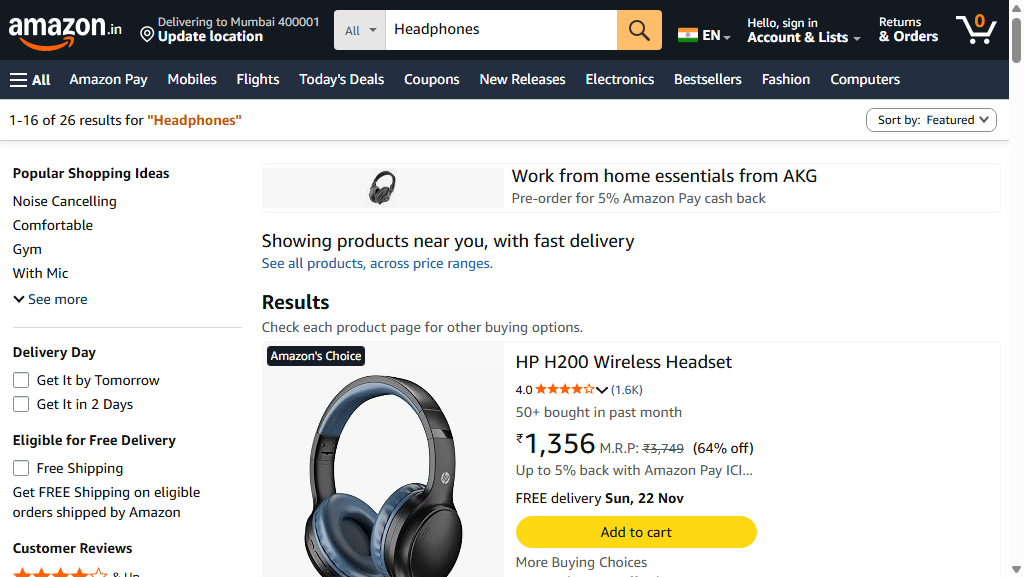 amazon.in
Delivering to Mumbai 400001
Update location
All
Headphones
EN
Hello, sign in
Account & Lists
Returns
& Orders
0
All
Amazon Pay
Mobiles
Flights
Today's Deals
Coupons
New Releases
Electronics
Bestsellers
Fashion
Computers
1-16 of 26 results for "Headphones"
Sort by: Featured
Popular Shopping Ideas
Noise Cancelling
Comfortable
Gym
With Mic
See more
Delivery Day
Get It by Tomorrow
Get It in 2 Days
Eligible for Free Delivery
Free Shipping
Get FREE Shipping on eligible
orders shipped by Amazon
Customer Reviews
& Up
Work from home essentials from AKG
Pre-order for 5% Amazon Pay cash back
Showing products near you, with fast delivery
See all products, across price ranges.
Results
Check each product page for other buying options.
Amazon's Choice
hp
HP H200 Wireless Headset
4.0 (1.6K)
50+ bought in past month
₹1,356 M.R.P: ₹3,749 (64% off)
Up to 5% back with Amazon Pay ICI…
FREE delivery Sun, 22 Nov
Add to cart
More Buying Choices